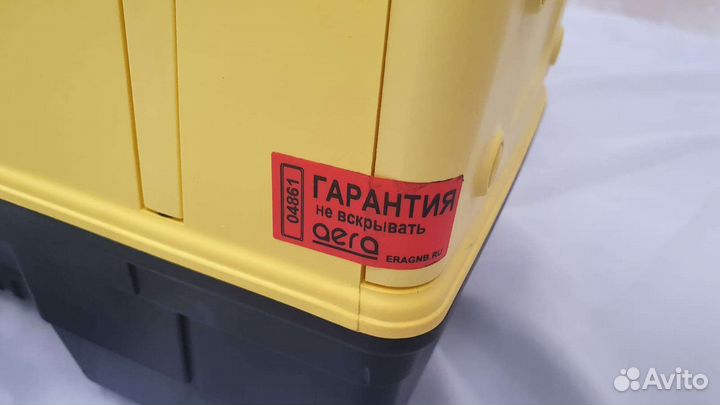 04861
ГАРАНТИЯ
не вскрывать
aera
ERAGNB.RU
Avito